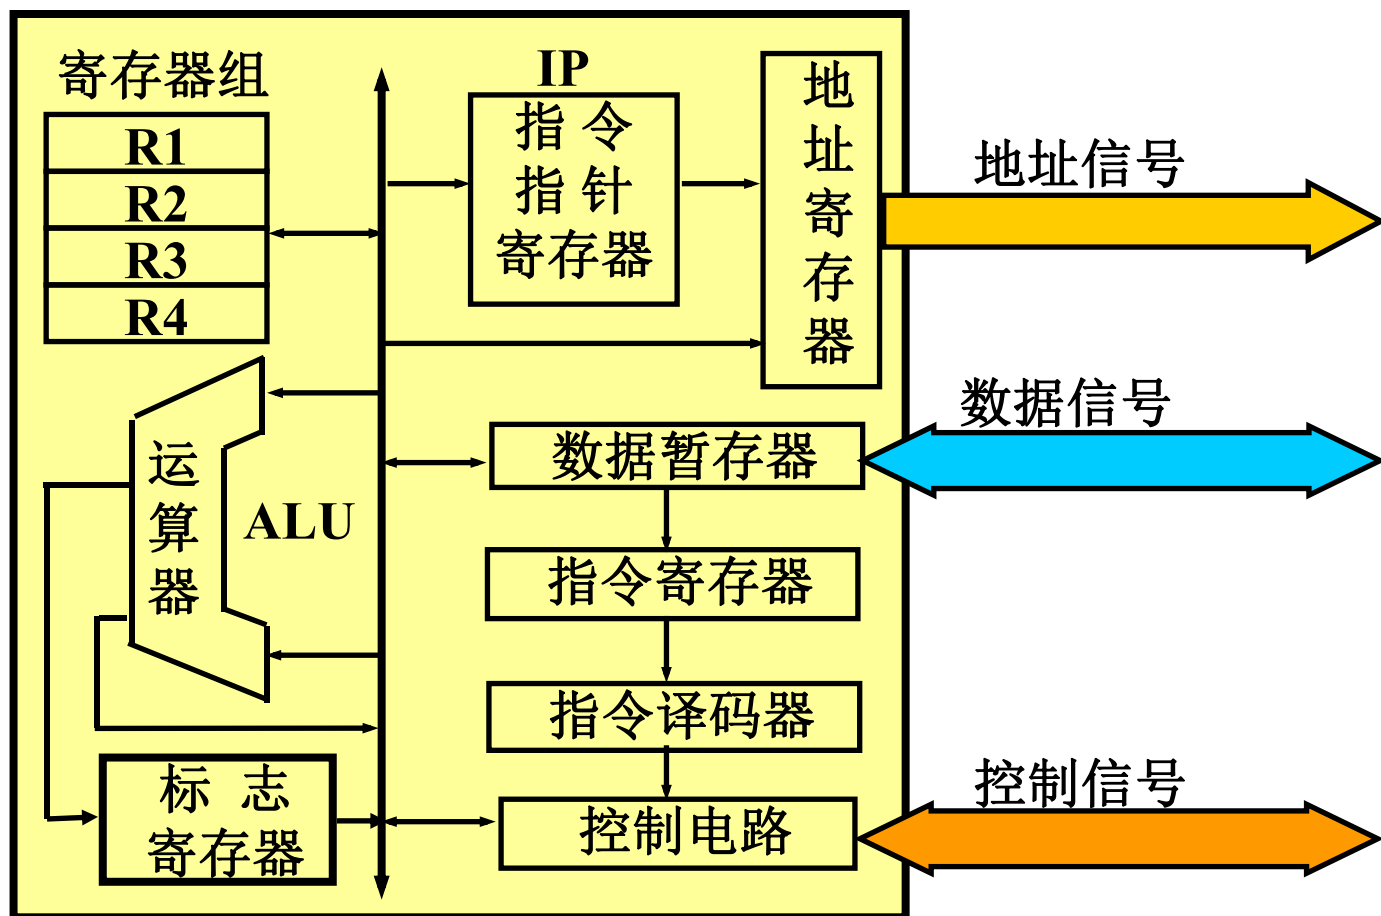 寄存器组
R1
R2
R3
R4
IP
指 令
指 针
寄存器
地
址
寄
存
器
地址信号
运
算
器
ALU
数据暂存器
数据信号
指令寄存器
指令译码器
标 志
寄存器
控制电路
控制信号